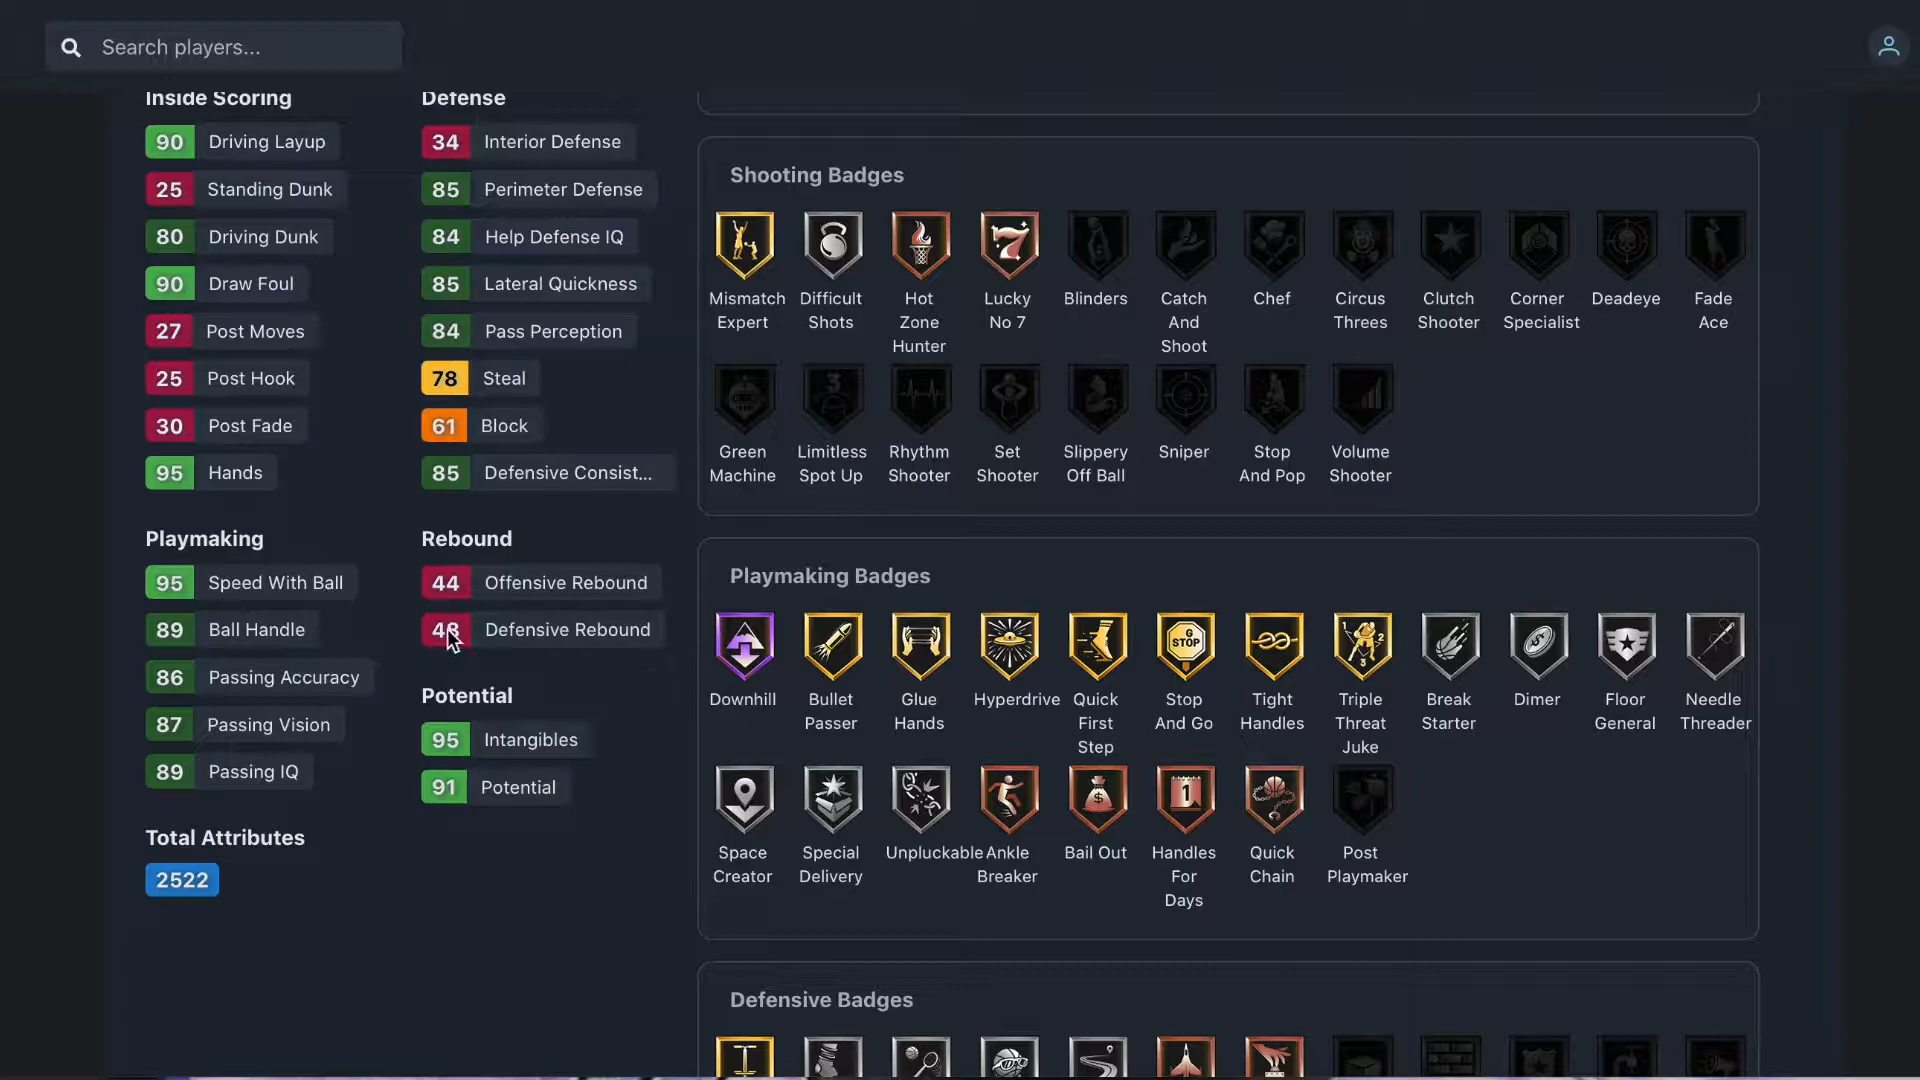 Search players...
Inside Scoring
90 Driving Layup
25 Standing Dunk
80 Driving Dunk
90 Draw Foul
27 Post Moves
25 Post Hook
30 Post Fade
95 Hands
Playmaking
95 Speed With Ball
89 Ball Handle
86 Passing Accuracy
87 Passing Vision
89 Passing IQ
Total Attributes
2522
Defense
34 Interior Defense
85 Perimeter Defense
84 Help Defense IQ
85 Lateral Quickness
84 Pass Perception
78 Steal
61 Block
85 Defensive Consist...
Rebound
44 Offensive Rebound
48 Defensive Rebound
Potential
95 Intangibles
91 Potential
Shooting Badges
Mismatch
Expert
Difficult
Shots
Hot
Zone
Hunter
Lucky
No 7
Blinders
Catch
And
Shoot
Chef
Circus
Threes
Clutch
Shooter
Corner
Specialist
Deadeye
Fade
Ace
Green
Machine
Limitless
Spot Up
Rhythm
Shooter
Set
Shooter
Slippery
Off Ball
Sniper
Stop
And Pop
Volume
Shooter
Playmaking Badges
Downhill
Bullet
Passer
Glue
Hands
Hyperdrive
Quick
First
Step
G
STOP
Stop
And Go
Tight
Handles
1
2
3
Triple
Threat
Juke
Break
Starter
Dimer
Floor
General
Needle
Threader
Space
Creator
Special
Delivery
Unpluckable
Ankle
Breaker
$
Bail Out
1
Handles
For
Days
Quick
Chain
Post
Playmaker
Defensive Badges